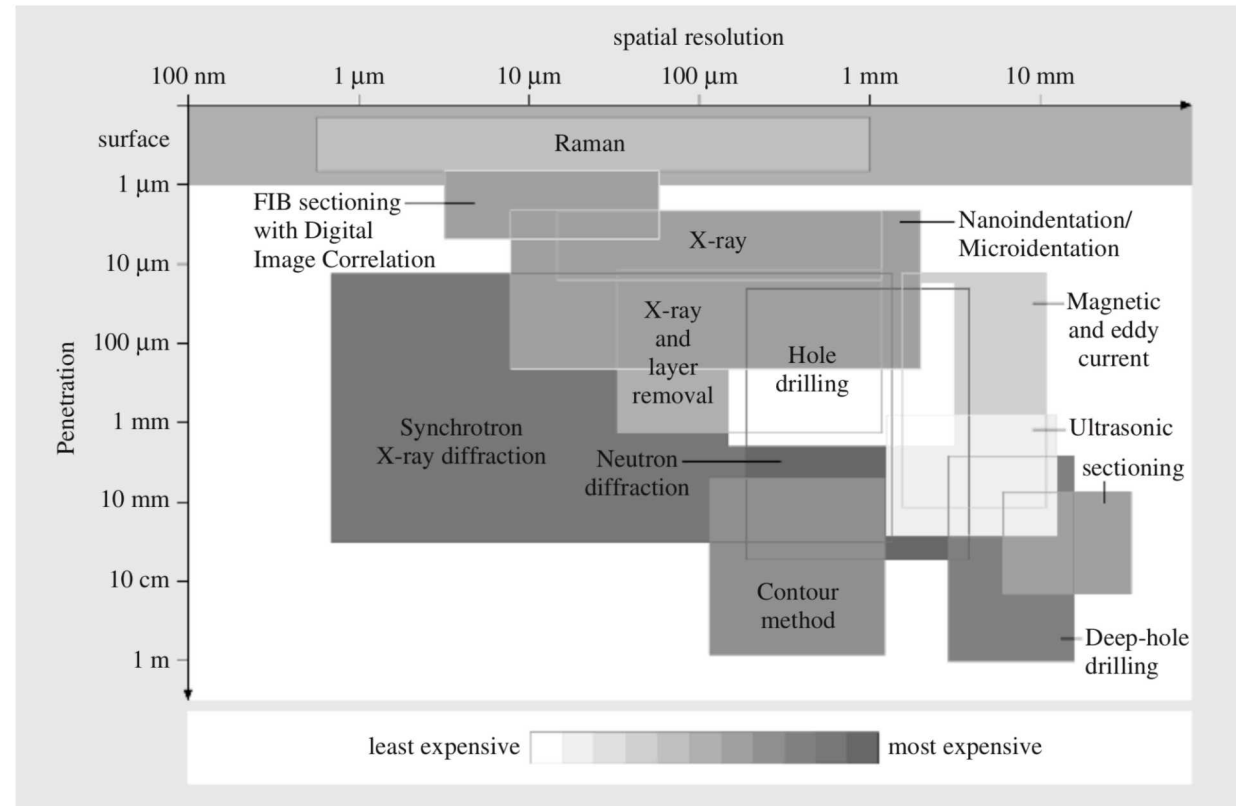 spatial resolution
100 nm 1 μm 10 μm 100 μm 1 mm 10 mm
surface
Raman
1 μm
FIB sectioning
with Digital
Image Correlation
X-ray
Nanoindentation/
Microidentation
10 μm
X-ray
and
layer
removal
Hole
drilling
Magnetic
and eddy
current
100 μm
Penetration
1 mm
Synchrotron
X-ray diffraction
Neutron
diffraction
Ultrasonic
sectioning
10 mm
10 cm
Contour
method
Deep-hole
drilling
1 m
least expensive most expensive